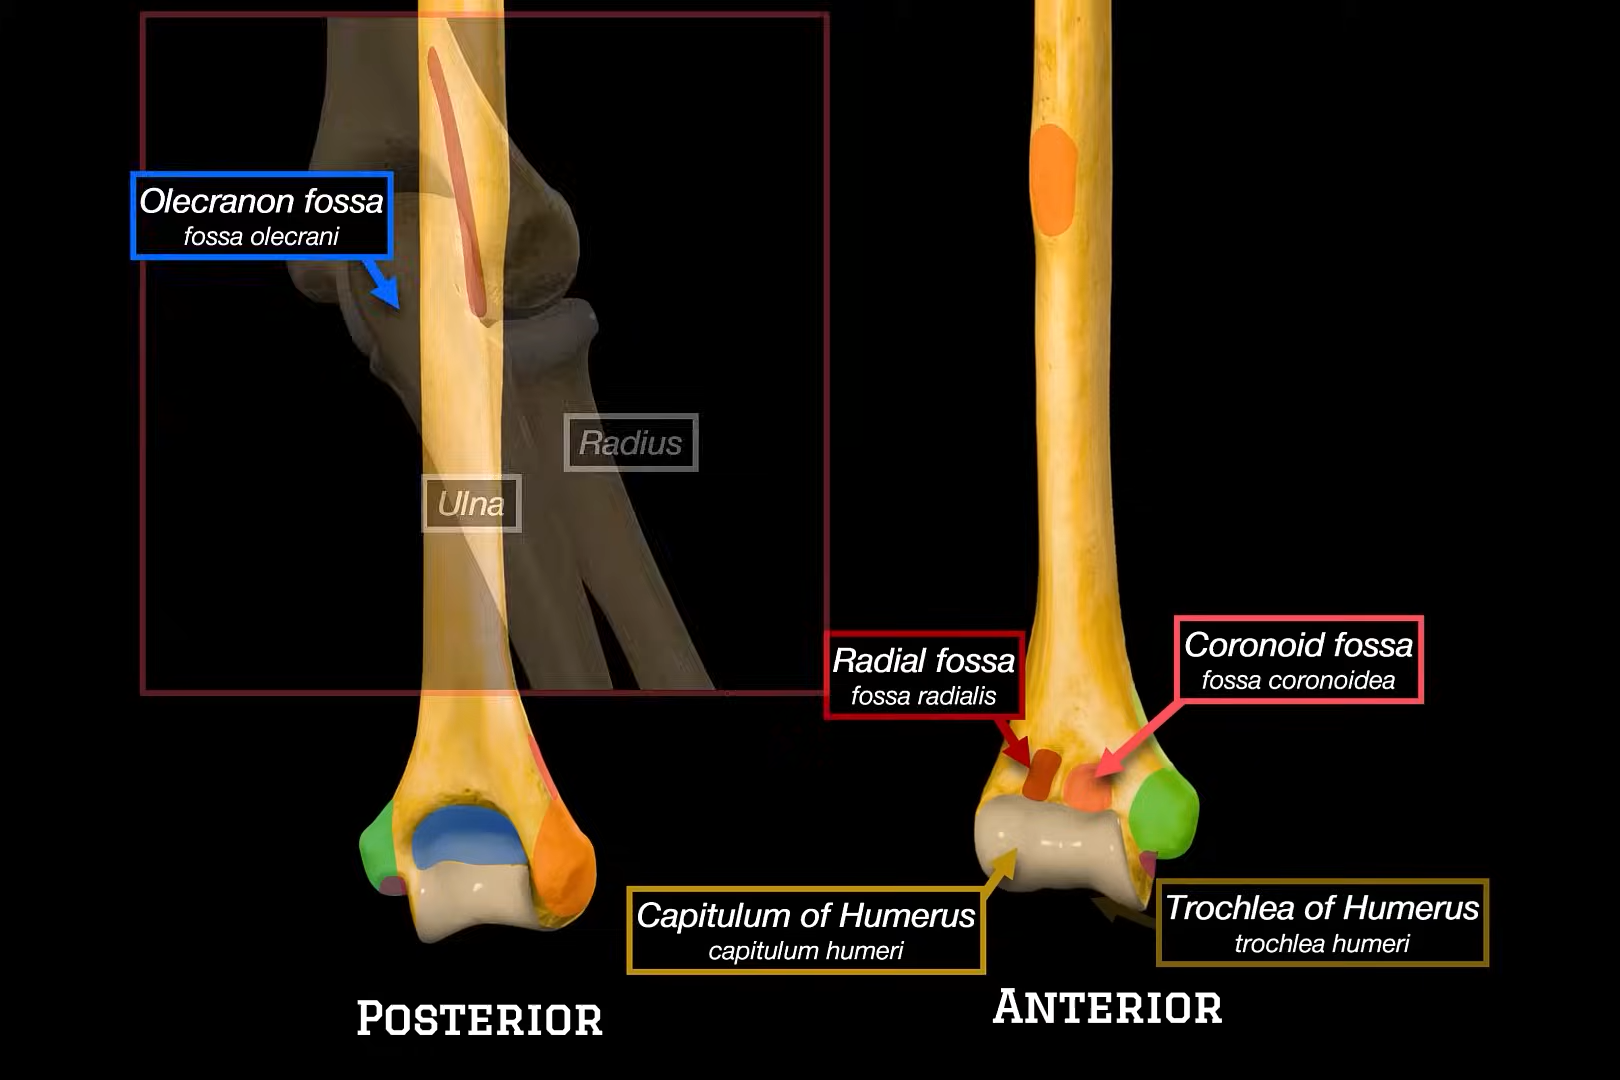 Olecranon fossa
fossa olecrani
Radius
Ulna
Radial fossa
fossa radialis
Coronoid fossa
fossa coronoidea
Capitulum of Humerus
capitulum humeri
Trochlea of Humerus
trochlea humeri
POSTERIOR
ANTERIOR